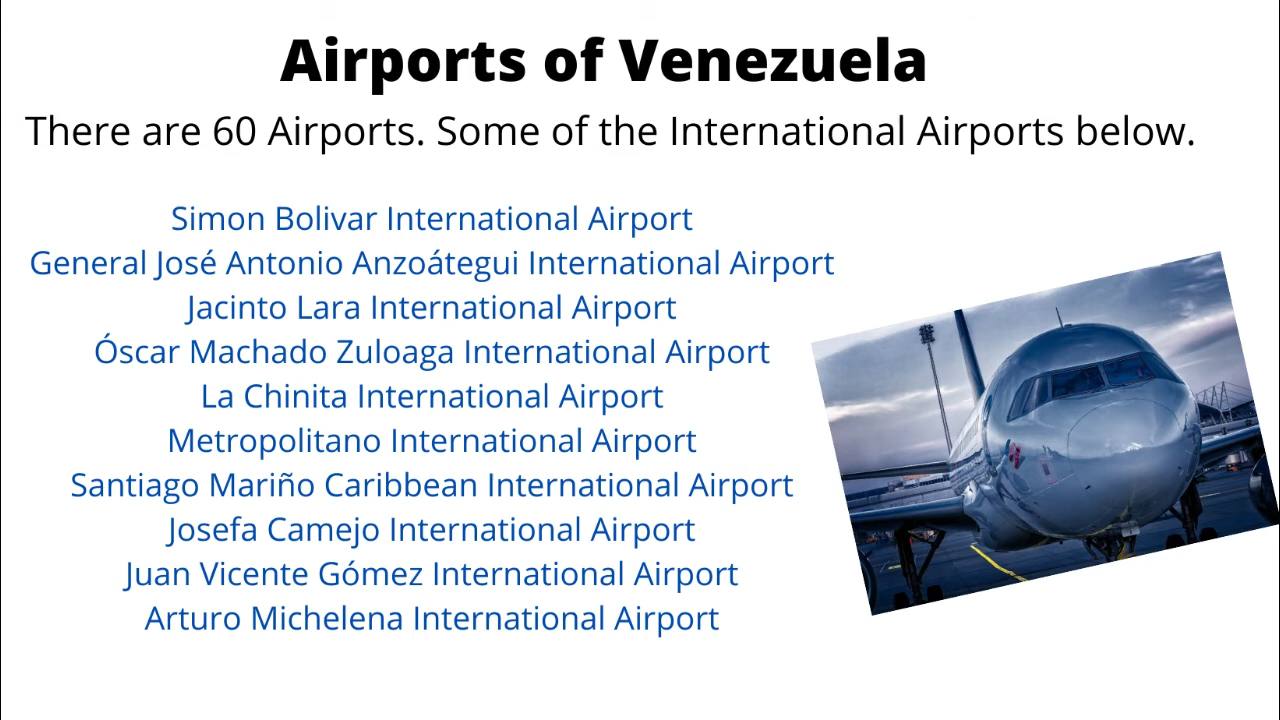 Airports of Venezuela
There are 60 Airports. Some of the International Airports below.
Simon Bolivar International Airport
General José Antonio Anzoátegui International Airport
Jacinto Lara International Airport
Óscar Machado Zuloaga International Airport
La Chinita International Airport
Metropolitano International Airport
Santiago Mariño Caribbean International Airport
Josefa Camejo International Airport
Juan Vicente Gómez International Airport
Arturo Michelena International Airport